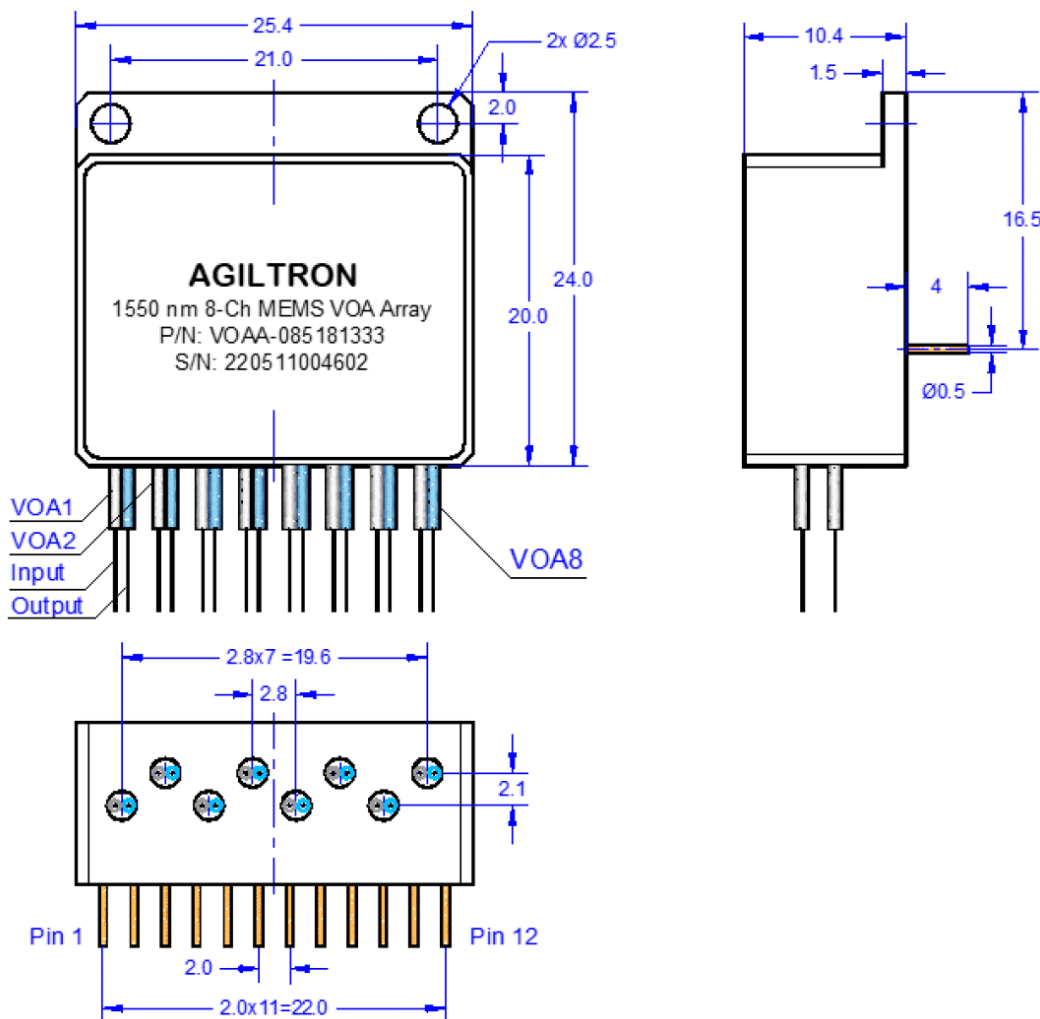 25.4
21.0
2x Ø2.5
2.0
10.4
1.5
16.5
4
Ø0.5
24.0
20.0
AGILTRON
1550 nm 8-Ch MEMS VOA Array
P/N: VOAA-085181333
S/N: 220511004602
VOA1
VOA2
Input
Output
VOA8
2.8x7 =19.6
2.8
2.1
Pin 1
Pin 12
2.0
2.0x11=22.0